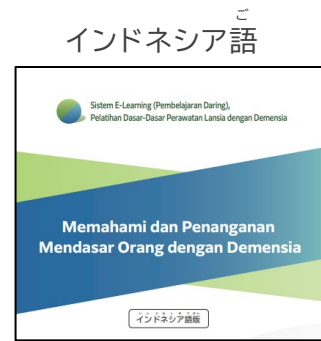 ご
インドネシア語
Sistem E-Learning (Pembelajaran Daring),
Pelatihan Dasar-Dasar Perawatan Lansia dengan Demensia
Memahami dan Penanganan
Mendasar Orang dengan Demensia
インドネシア語版